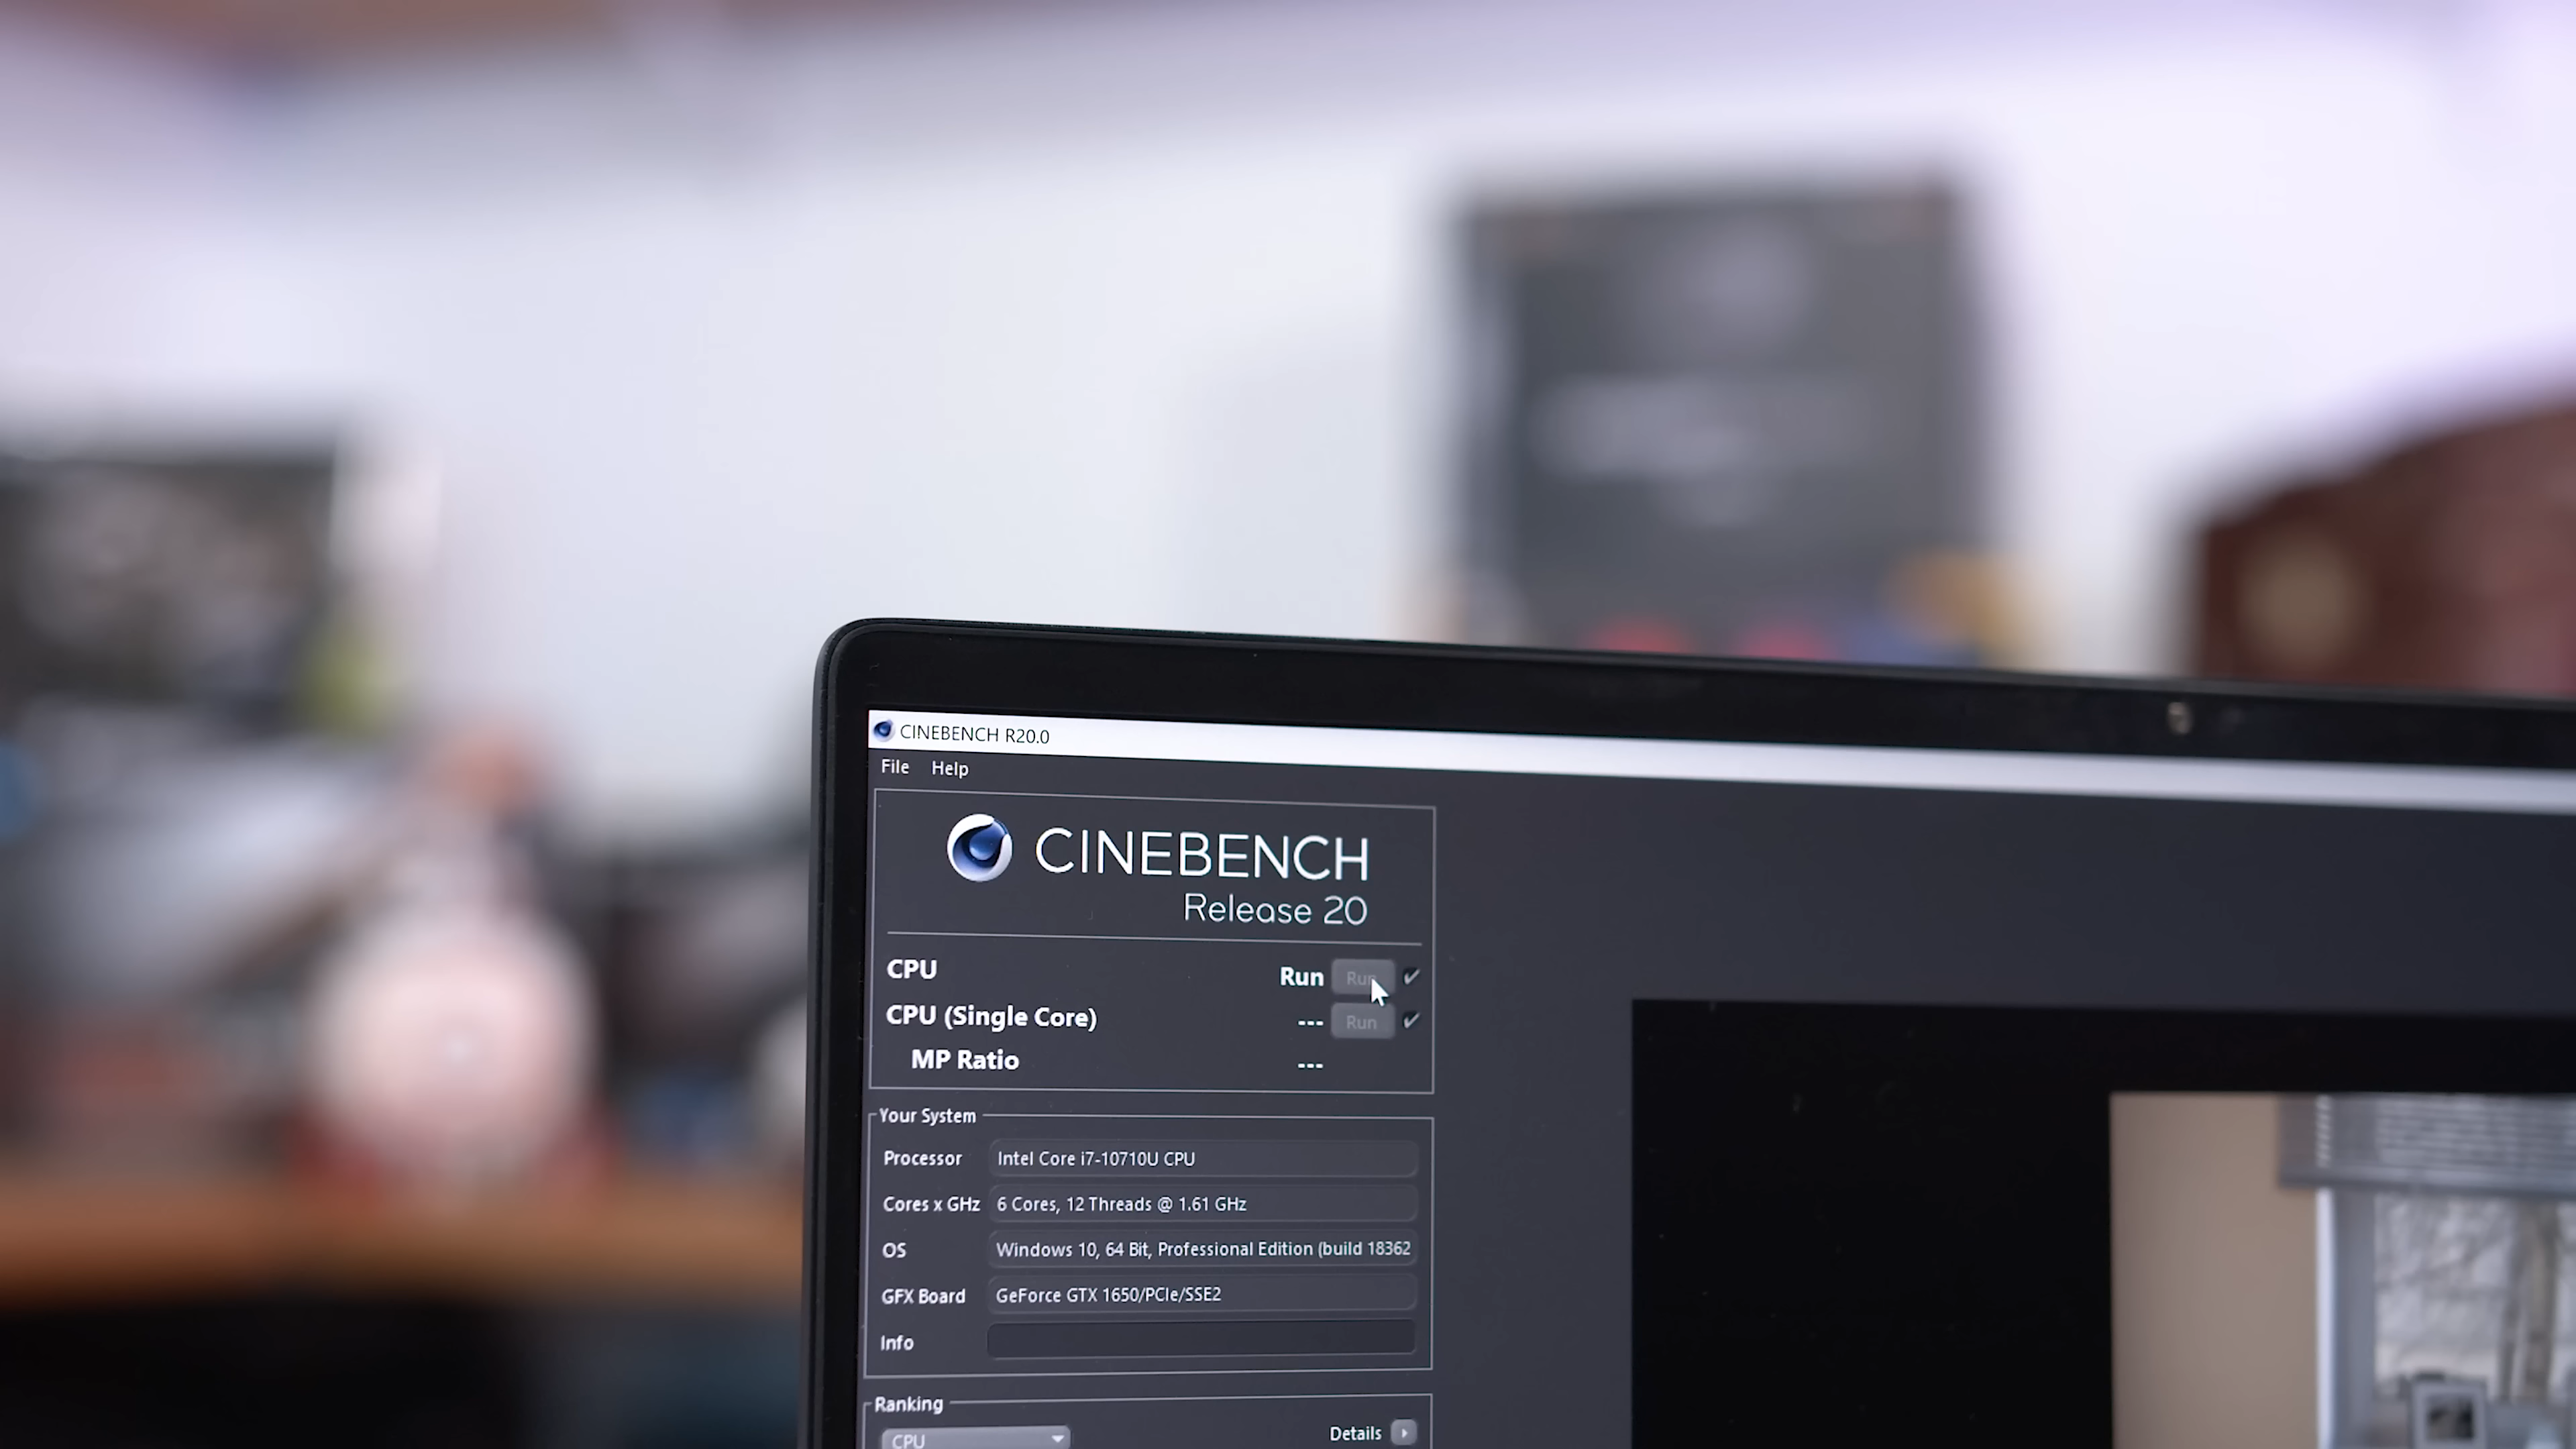 CINEBENCH R20.0
File Help
CINEBENCH
Release 20
CPU Run Run
CPU (Single Core) --- Run
MP Ratio ---
Your System
Processor Intel Core i7-10710U CPU
Cores x GHz 6 Cores, 12 Threads @ 1.61 GHz
OS Windows 10, 64 Bit, Professional Edition (build 18362
GFX Board GeForce GTX 1650/PCIe/SSE2
Info
Ranking
CPU Details